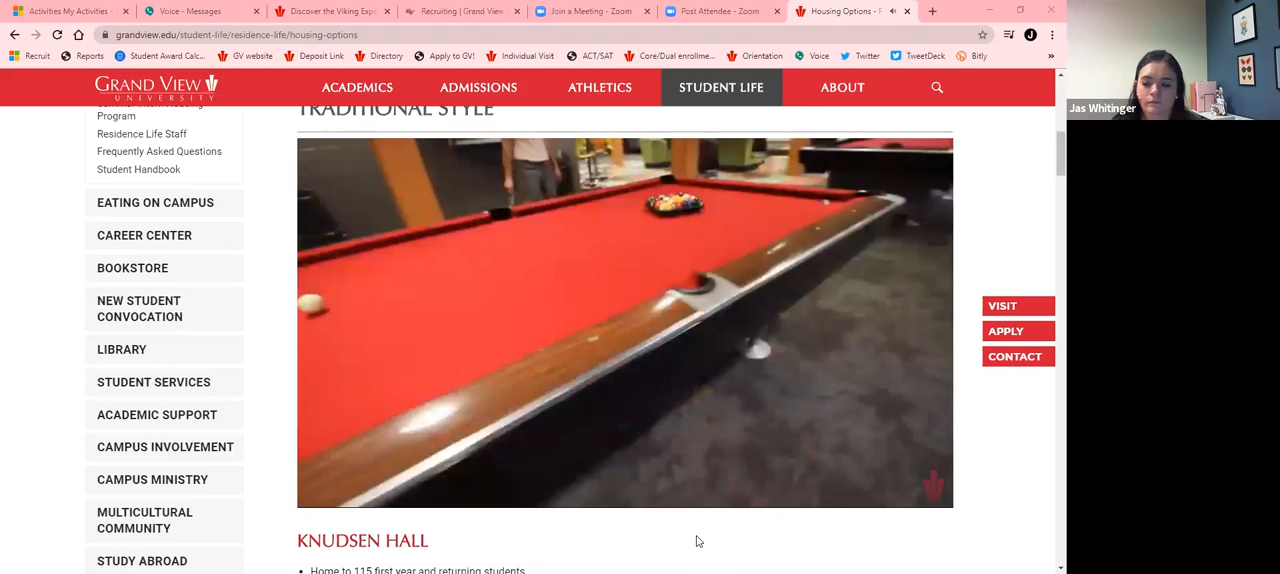 Activities My Activities -
Voice - Messages
Discover the Viking Exp
Recruiting | Grand View
Join a Meeting - Zoom
Post Attendee - Zoom
Housing Options - R
grandview.edu/student-life/residence-life/housing-options
Recruit
Reports
Student Award Calc...
GV website
Deposit Link
Directory
Apply to GV!
Individual Visit
ACT/SAT
Core/Dual enrollme...
Orientation
Voice
Twitter
TweetDeck
Bitly
GRAND VIEW
UNIVERSITY
ACADEMICS
ADMISSIONS
ATHLETICS
STUDENT LIFE
ABOUT
Jas Whitinger
TRADITIONAL STYLE
Program
Residence Life Staff
Frequently Asked Questions
Student Handbook
EATING ON CAMPUS
CAREER CENTER
BOOKSTORE
NEW STUDENT
CONVOCATION
LIBRARY
STUDENT SERVICES
ACADEMIC SUPPORT
CAMPUS INVOLVEMENT
CAMPUS MINISTRY
MULTICULTURAL
COMMUNITY
STUDY ABROAD
VISIT
APPLY
CONTACT
KNUDSEN HALL
• Home to 115 first year and returning students